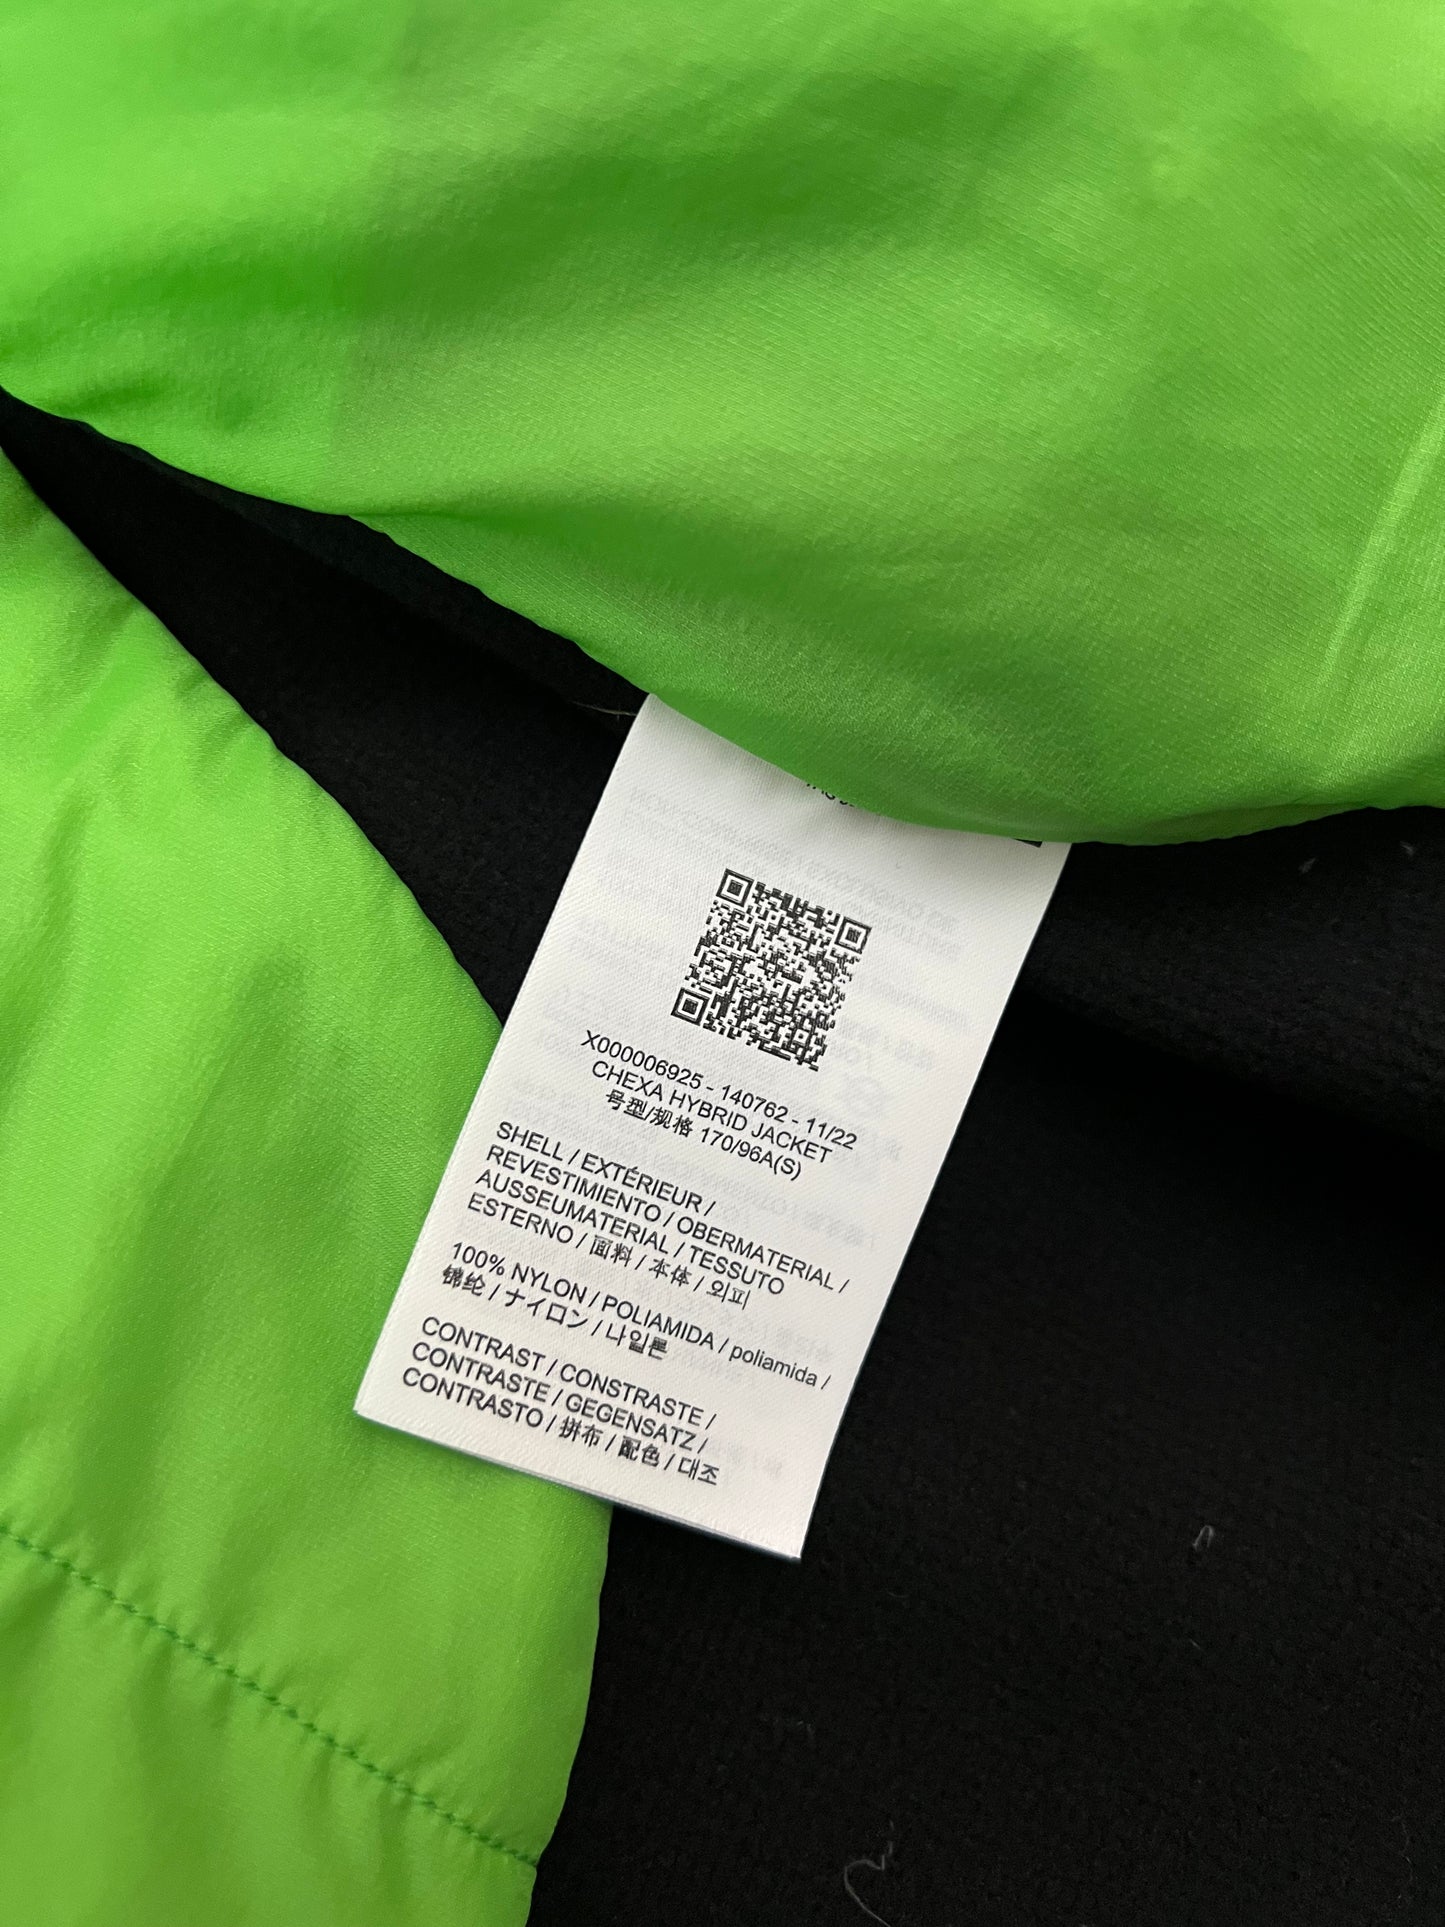 X000006925 - 140762 - 11/22
CHEXA HYBRID JACKET
号型/规格 170/96A(S)
SHELL / EXTÉRIEUR /
REVESTIMIENTO / OBERMATERIAL /
AUSSEUMATERIAL / TESSUTO
ESTERNO / 面料 / 本体 / 외피
100% NYLON / POLIAMIDA / poliamida /
锦纶 / ナイロン / 나일론
CONTRAST / CONSTRASTE /
CONTRASTE / GEGENSATZ /
CONTRASTO / 拼布 / 配色 / 대조